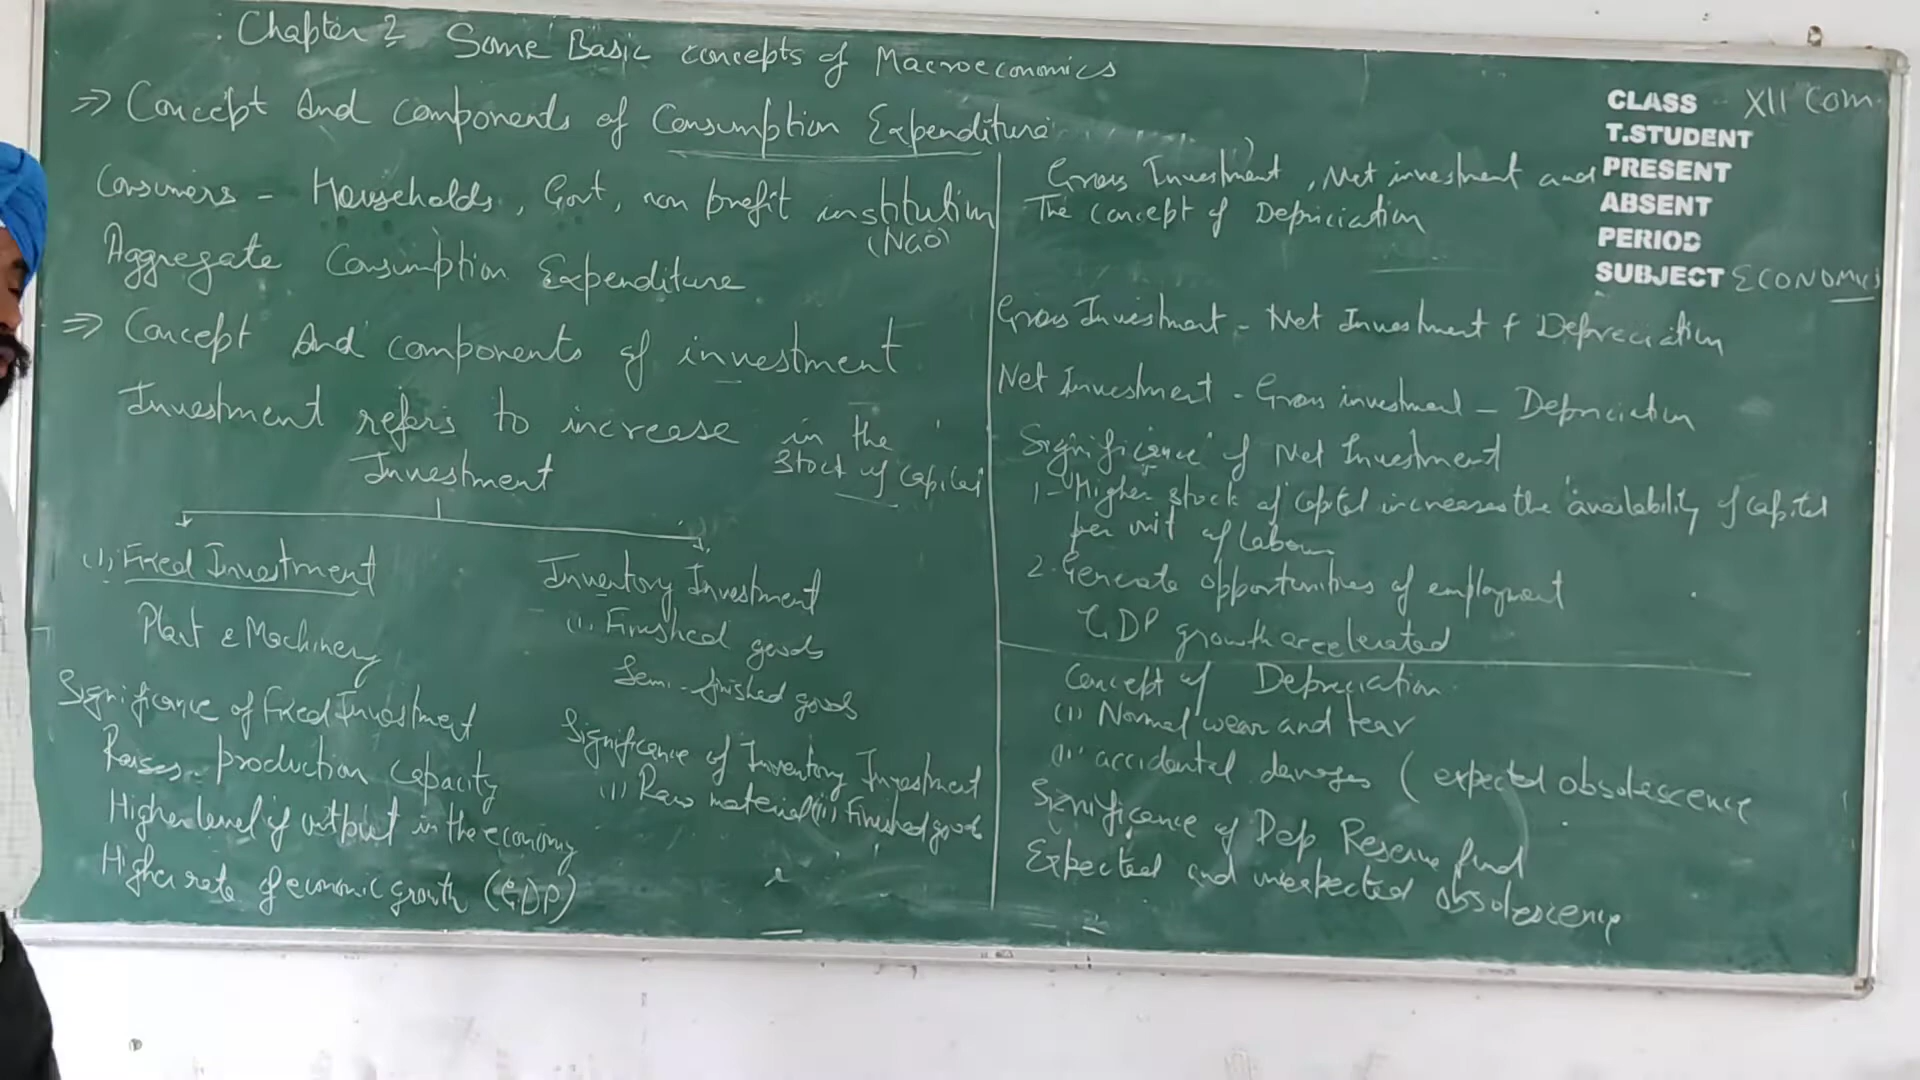 Chapter 2 Some Basic concepts of Macroeconomics
=> Concept And components of Consumption Expenditure
Consumers - Households, Govt, non profit institution
(NGO)
Aggregate Consumption Expenditure
=> Concept And components of investment
Investment refers to increase in the
stock of capital
Investment
(1) Fixed Investment
Plant & Machinery
Significance of Fixed Investment
Raises production capacity
Higher level of output in the economy
Higher rate of economic growth (GDP)
Inventory Investment
(1) Finished goods
Semi-finished goods
Significance of Inventory Investment
(1) Raw material (ii) Finished goods
Gross Investment, Net investment and
The Concept of Depriciation
Gross Investment - Net Investment + Depreciation
Net Investment - Gross investment - Depriciation
Significance of Net Investment
1- Higher stock of capital increases the availability of capital
per unit of labour
2. Generate opportunities of employment
GDP growth accelerated
Concept of Depreciation
(1) Normal wear and tear
(ii) accidental damages (expected obsolescence
Significance of Dep Reserve fund
Expected and unexpected obsolescence
CLASS - XII Com.
T.STUDENT
PRESENT
ABSENT
PERIOD
SUBJECT ECONOMICS